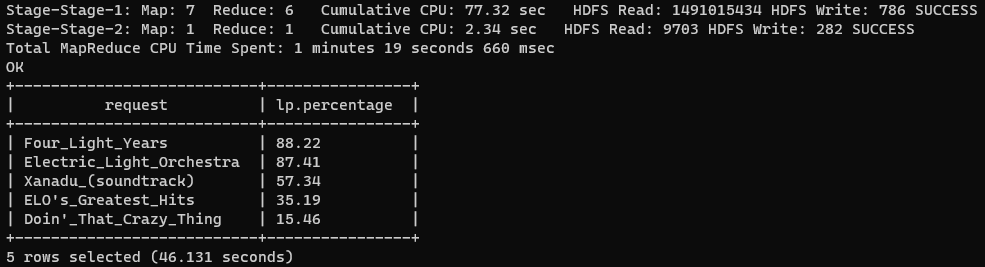 Stage-Stage-1: Map: 7  Reduce: 6   Cumulative CPU: 77.32 sec   HDFS Read: 1491015434 HDFS Write: 786 SUCCESS
Stage-Stage-2: Map: 1  Reduce: 1   Cumulative CPU: 2.34 sec   HDFS Read: 9703 HDFS Write: 282 SUCCESS
Total MapReduce CPU Time Spent: 1 minutes 19 seconds 660 msec
OK
+---------------------------+----------------+
|          request          | lp.percentage  |
+---------------------------+----------------+
| Four_Light_Years          | 88.22          |
| Electric_Light_Orchestra  | 87.41          |
| Xanadu_(soundtrack)       | 57.34          |
| ELO's_Greatest_Hits       | 35.19          |
| Doin'_That_Crazy_Thing    | 15.46          |
+---------------------------+----------------+
5 rows selected (46.131 seconds)